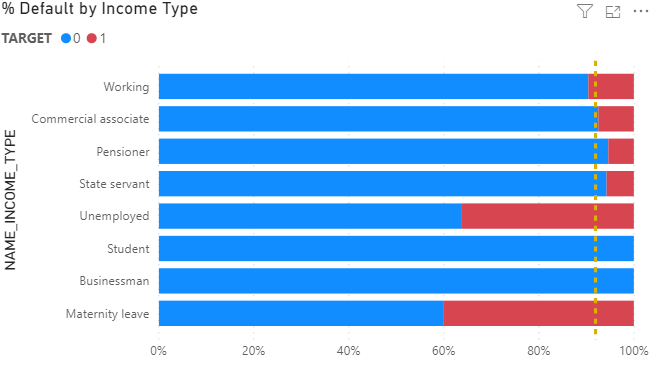 % Default by Income Type
TARGET 0 1
NAME_INCOME_TYPE
Working
Commercial associate
Pensioner
State servant
Unemployed
Student
Businessman
Maternity leave
0% 20% 40% 60% 80% 100%